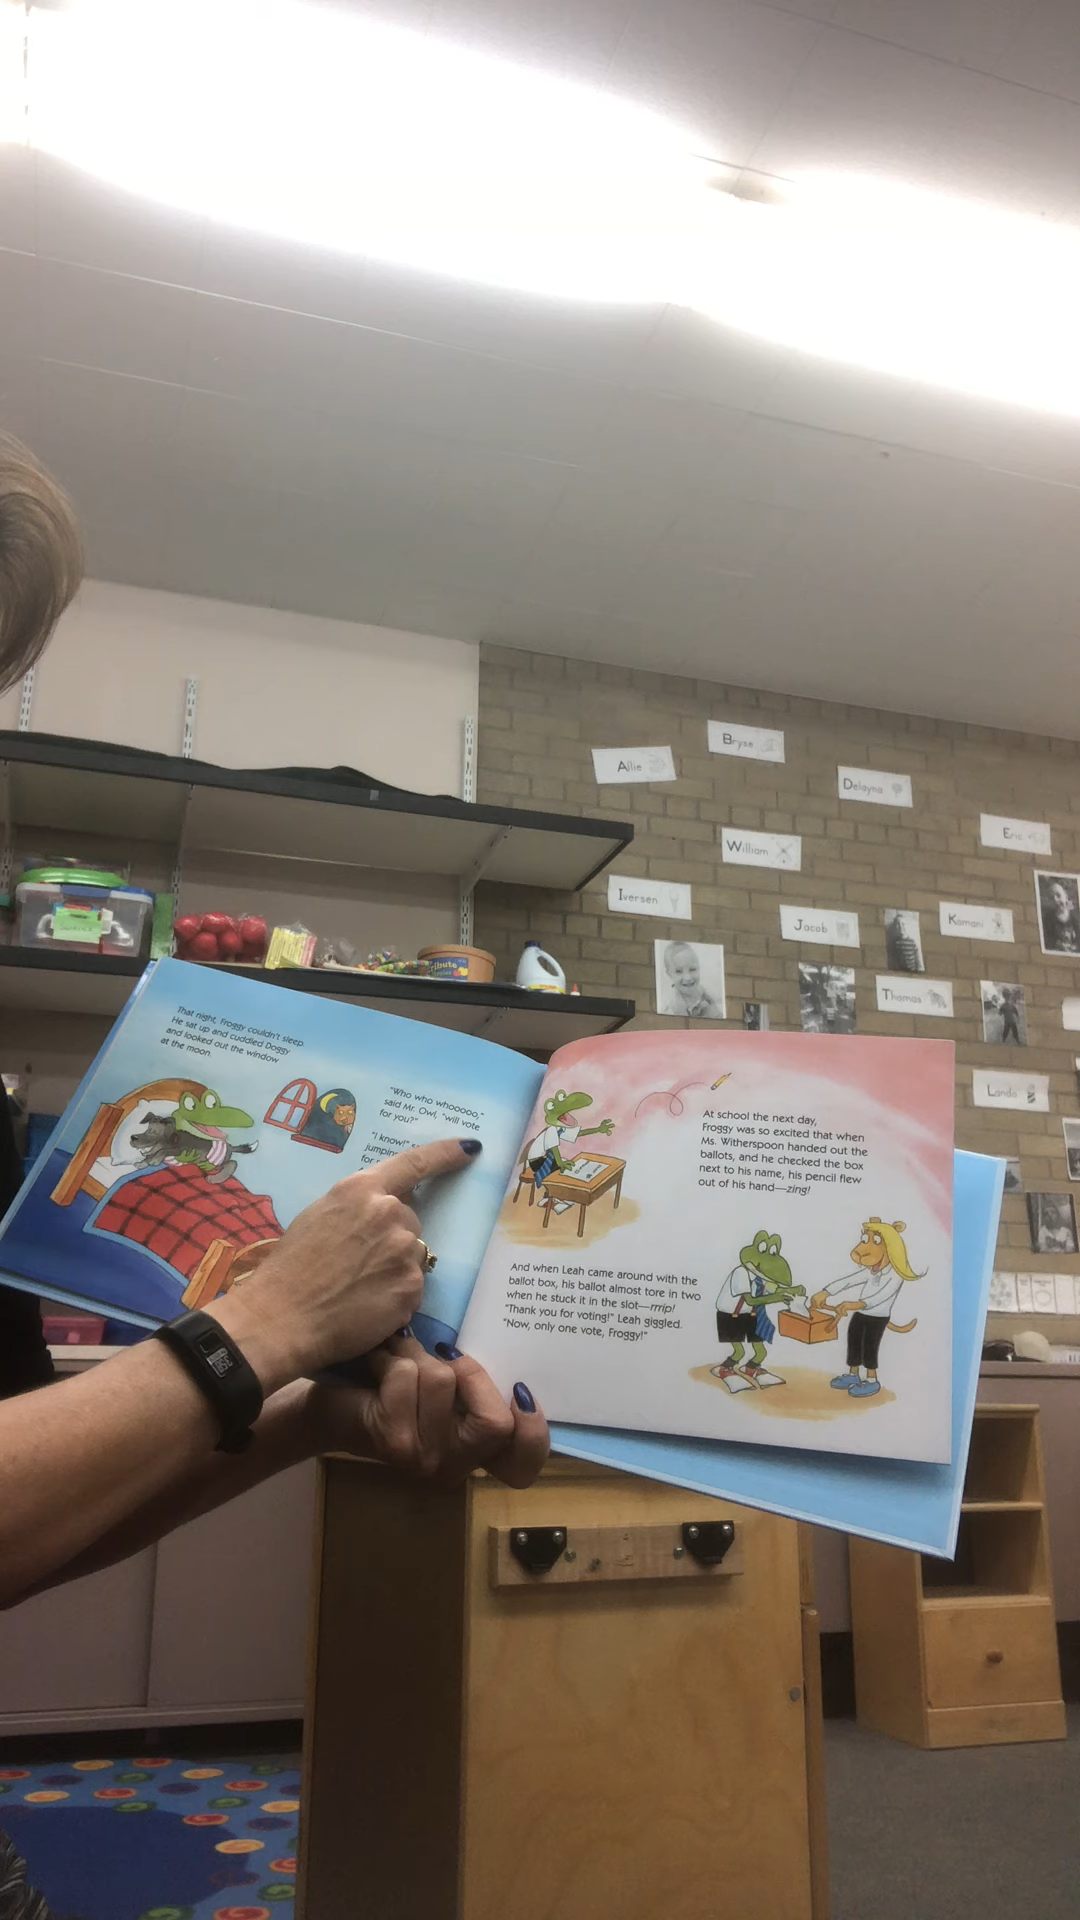 Bryse
Allie
Delayna
Eric
William
Iversen
Jacob
Kamani
Thomas
Landa
That night, Froggy couldn't sleep.
He sat up and cuddled Doggy
and looked out the window
at the moon.
"Who who whooooo,"
said Mr. Owl, "will vote
for you?"
"I know!"
jumping
for
At school the next day,
Froggy was so excited that when
Ms. Witherspoon handed out the
ballots, and he checked the box
next to his name, his pencil flew
out of his hand—zing!
And when Leah came around with the
ballot box, his ballot almost tore in two
when he stuck it in the slot—rrrip!
"Thank you for voting!" Leah giggled.
"Now, only one vote, Froggy!"